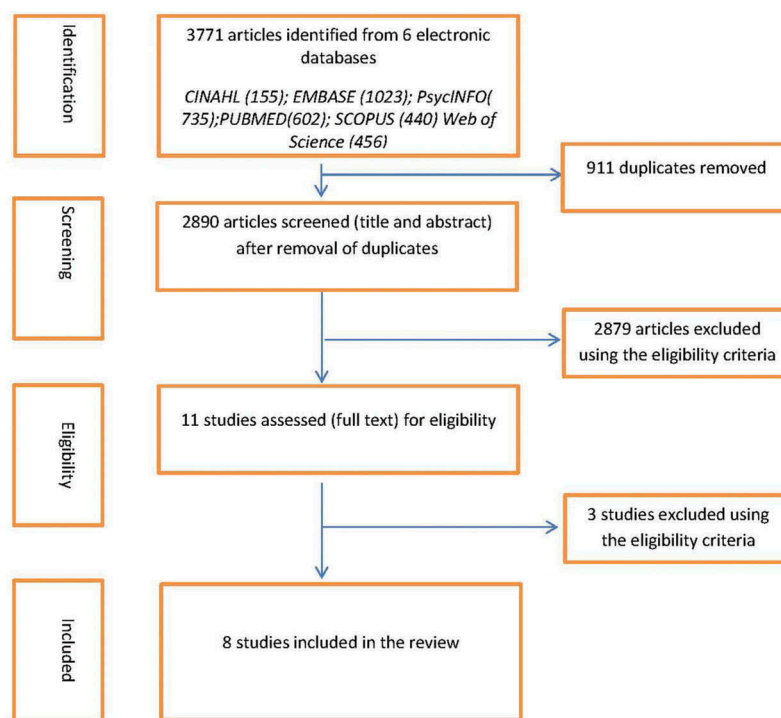 Identification
3771 articles identified from 6 electronic
databases
CINAHL (155); EMBASE (1023); PsycINFO(
735);PUBMED(602); SCOPUS (440) Web of
Science (456)
911 duplicates removed
Screening
2890 articles screened (title and abstract)
after removal of duplicates
2879 articles excluded
using the eligibility criteria
Eligibility
11 studies assessed (full text) for eligibility
3 studies excluded using
the eligibility criteria
Included
8 studies included in the review